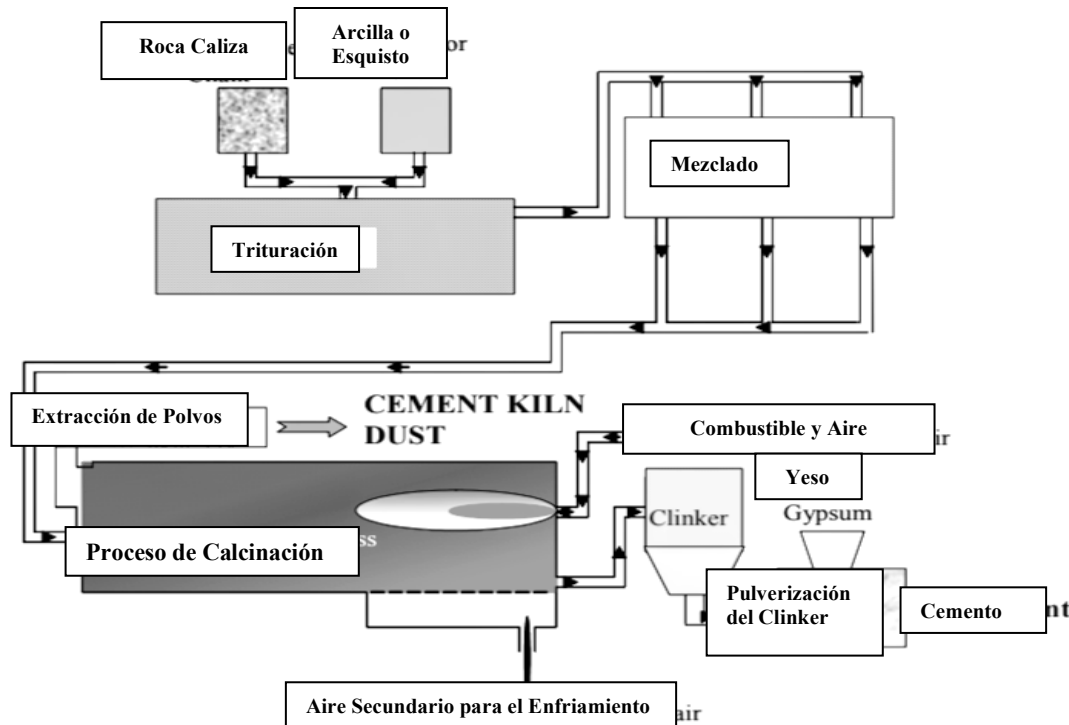 Roca Caliza
Arcilla o
Esquisto
or
Mezclado
Trituración
Extracción de Polvos
CEMENT KILN
DUST
Combustible y Aire
ir
Yeso
Clinker
Gypsum
Proceso de Calcinación
ss
Pulverización
del Clinker
Cemento
nt
Aire Secundario para el Enfriamiento
air